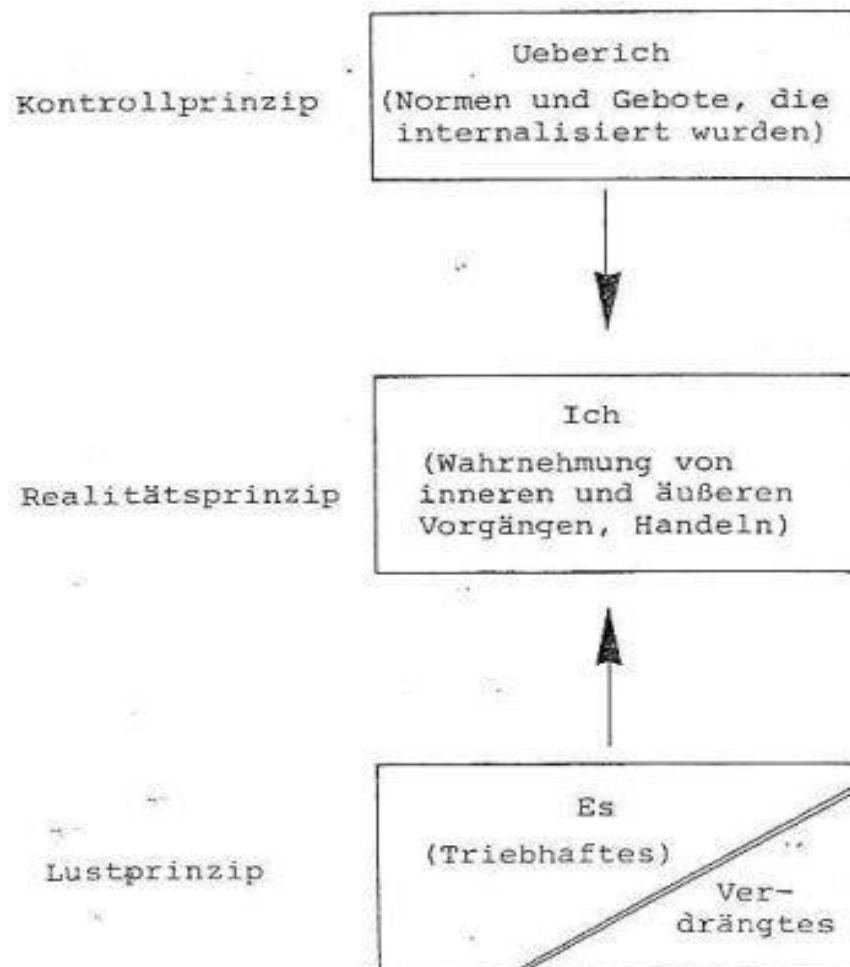 Ueberich
Kontrollprinzip
(Normen und Gebote, die
internalisiert wurden)
Ich
(Wahrnehmung von
Realitätsprinzip
inneren und äußeren
Vorgängen, Handeln)
Es
(Triebhaftes)
Lustprinzip
Ver-
drängtes